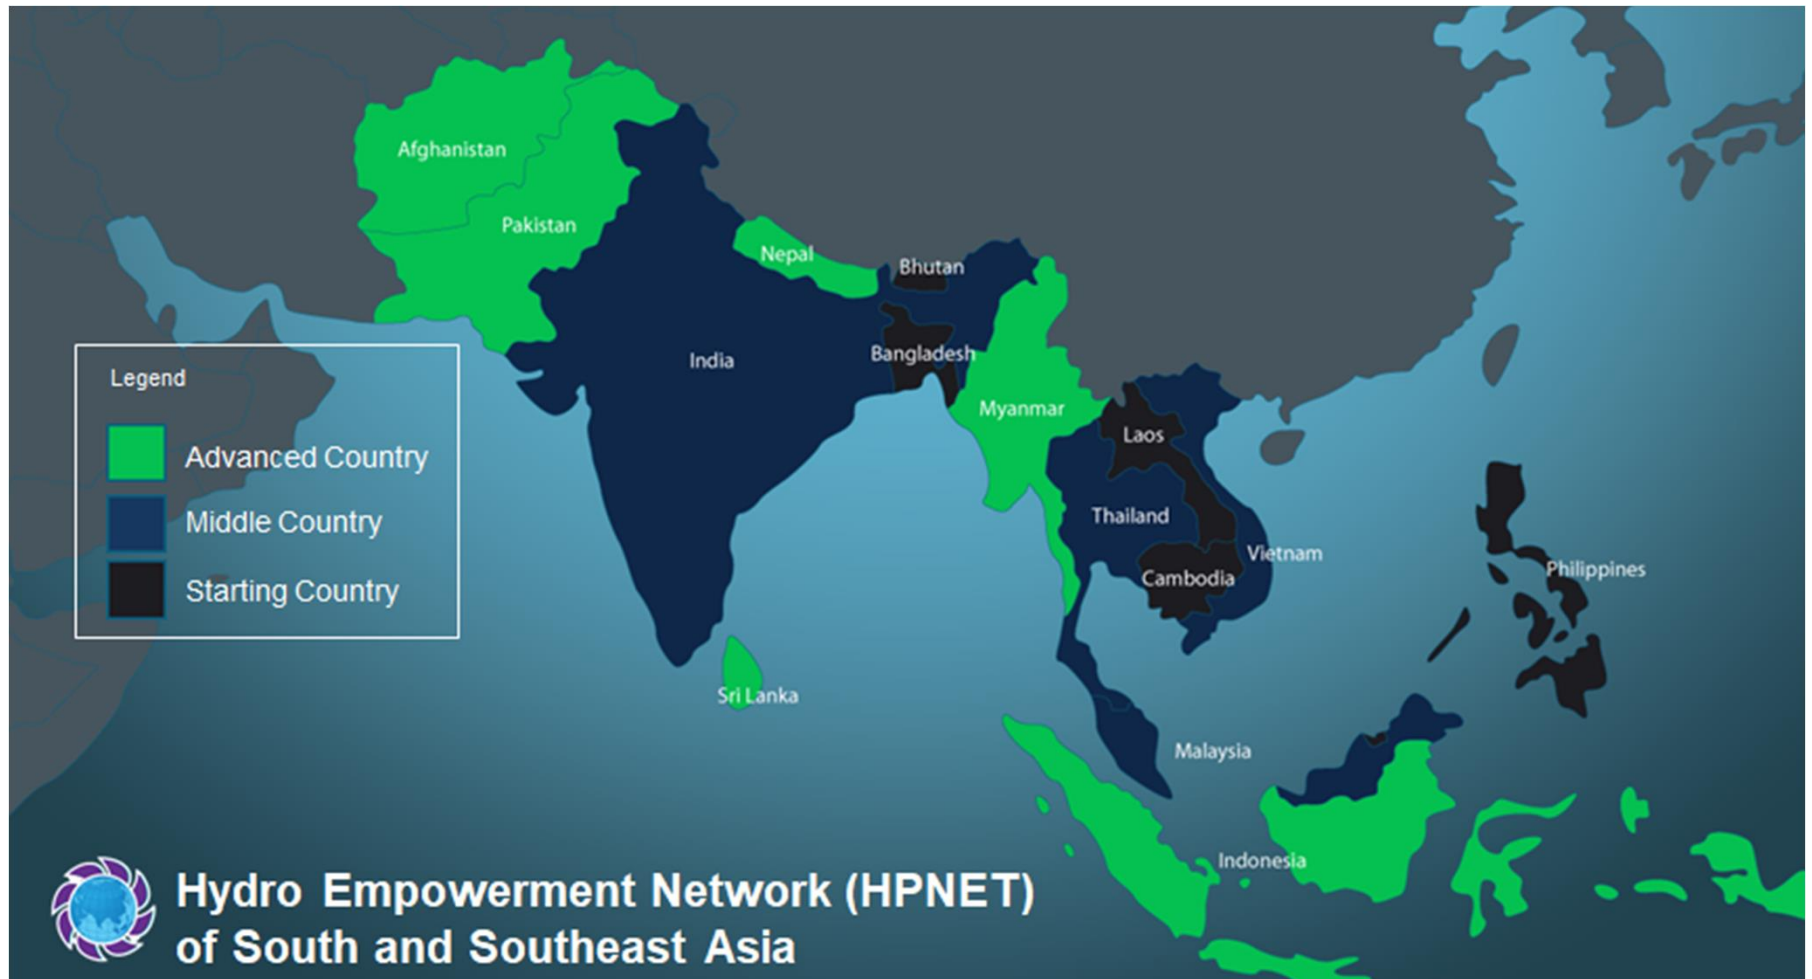 Afghanistan
Pakistan
Nepal
Bhutan
India
Bangladesh
Myanmar
Laos
Thailand
Vietnam
Cambodia
Philippines
Sri Lanka
Malaysia
Indonesia
Legend
Advanced Country
Middle Country
Starting Country
Hydro Empowerment Network (HPNET)
of South and Southeast Asia